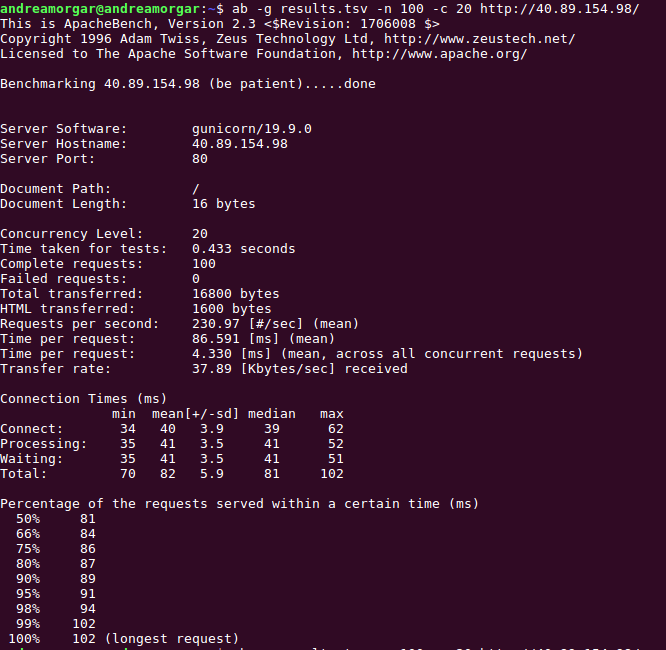 andreamorgar@andreamorgar:~$ ab -g results.tsv -n 100 -c 20 http://40.89.154.98/
This is ApacheBench, Version 2.3 <$Revision: 1706008 $>
Copyright 1996 Adam Twiss, Zeus Technology Ltd, http://www.zeustech.net/
Licensed to The Apache Software Foundation, http://www.apache.org/
Benchmarking 40.89.154.98 (be patient).....done
Server Software:        gunicorn/19.9.0
Server Hostname:        40.89.154.98
Server Port:            80
Document Path:          /
Document Length:        16 bytes
Concurrency Level:      20
Time taken for tests:   0.433 seconds
Complete requests:      100
Failed requests:        0
Total transferred:      16800 bytes
HTML transferred:       1600 bytes
Requests per second:    230.97 [#/sec] (mean)
Time per request:       86.591 [ms] (mean)
Time per request:       4.330 [ms] (mean, across all concurrent requests)
Transfer rate:          37.89 [Kbytes/sec] received
Connection Times (ms)
              min  mean[+/-sd] median   max
Connect:       34   40   3.9     39      62
Processing:    35   41   3.5     41      52
Waiting:       35   41   3.5     41      51
Total:         70   82   5.9     81     102
Percentage of the requests served within a certain time (ms)
  50%     81
  66%     84
  75%     86
  80%     87
  90%     89
  95%     91
  98%     94
  99%    102
 100%    102 (longest request)